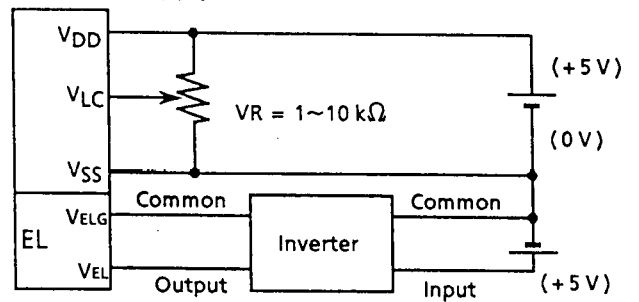 VDD
(+5V)
VLC
VR = 1~10 kΩ
(0V)
VSS
Common
Common
VELG
EL
Inverter
VEL
Output
Input
(+5V)